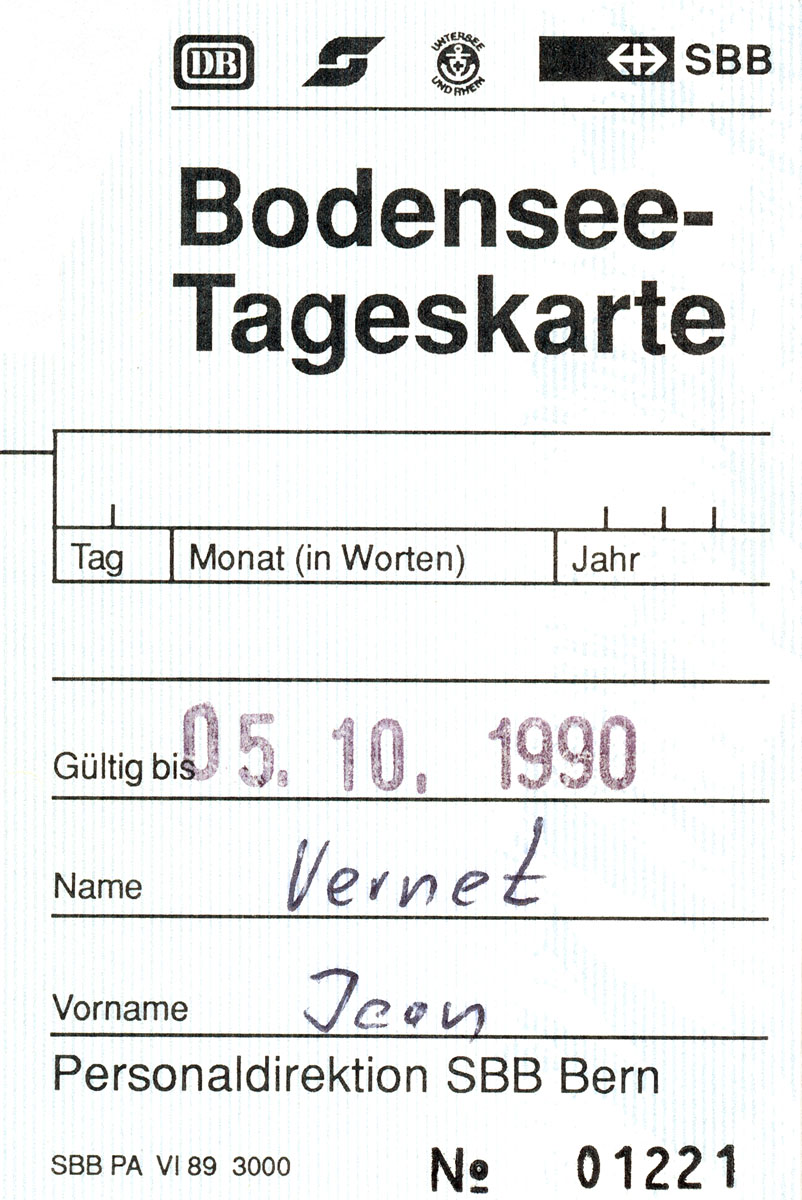 DB UNTERSEE UND RHEIN SBB
Bodensee-
Tageskarte
Tag Monat (in Worten) Jahr
Gültig bis 05. 10. 1990
Name Vernet
Vorname Jean
Personaldirektion SBB Bern
SBB PA VI 89 3000 № 01221